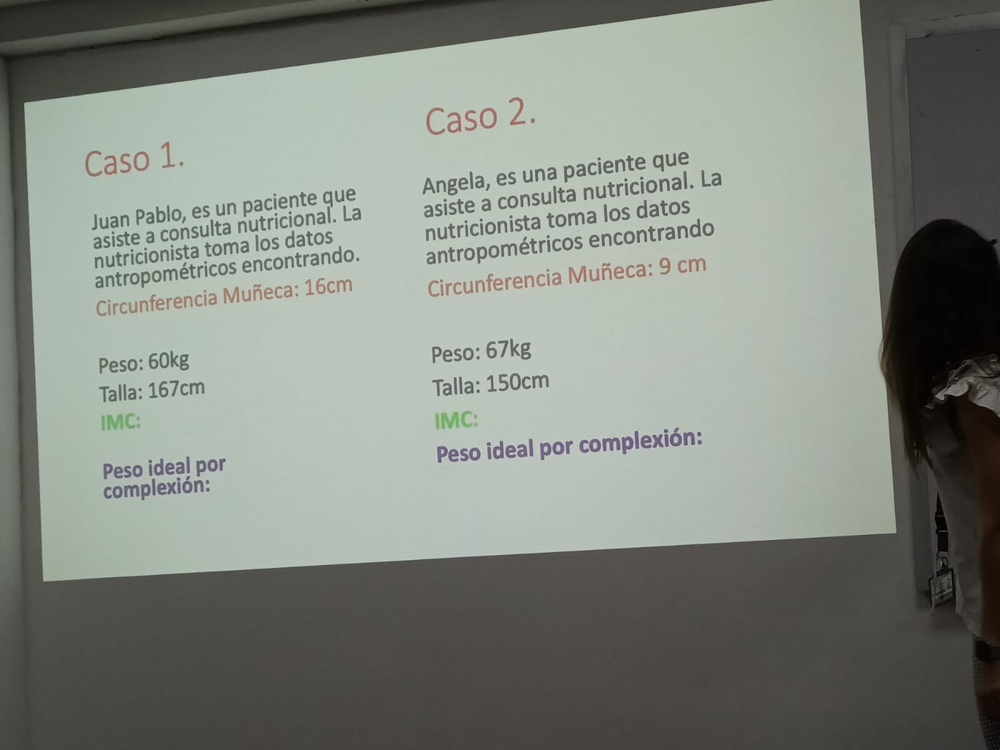 Caso 1.
Juan Pablo, es un paciente que
asiste a consulta nutricional. La
nutricionista toma los datos
antropométricos encontrando.
Circunferencia Muñeca: 16cm
Peso: 60kg
Talla: 167cm
IMC:
Peso ideal por
complexión:
Caso 2.
Angela, es una paciente que
asiste a consulta nutricional. La
nutricionista toma los datos
antropométricos encontrando
Circunferencia Muñeca: 9 cm
Peso: 67kg
Talla: 150cm
IMC:
Peso ideal por complexión: